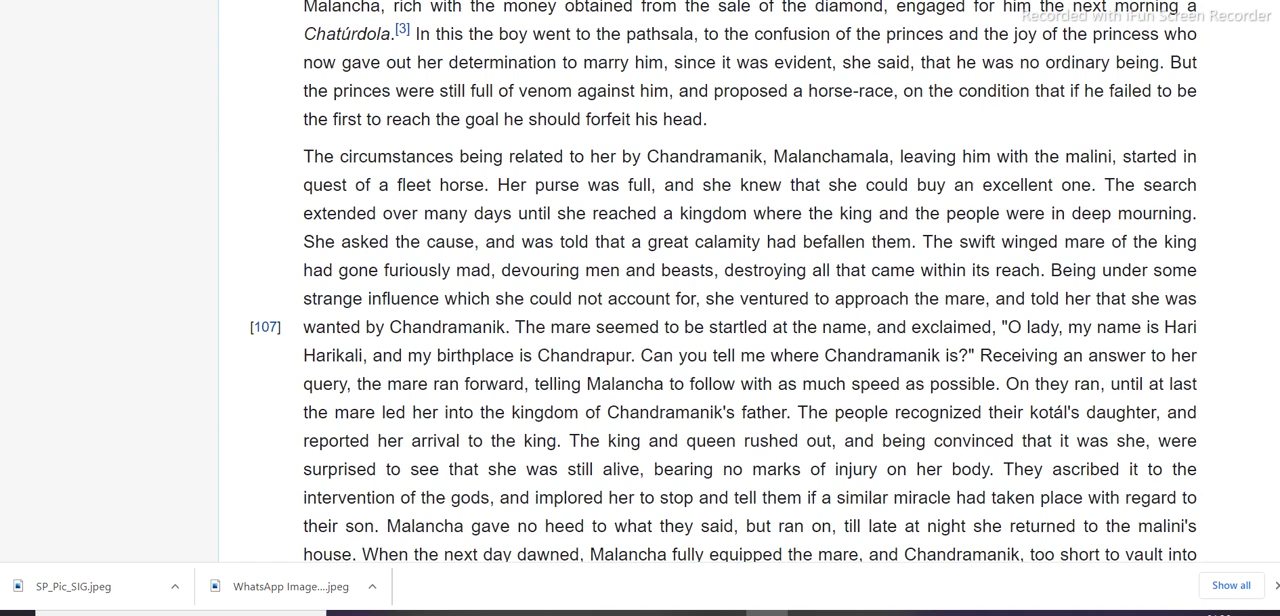 Malancha, rich with the money obtained from the sale of the diamond, engaged for him the next morning a
Recorded with iFun Screen Recorder
Chatúrdola.[3] In this the boy went to the pathsala, to the confusion of the princes and the joy of the princess who
now gave out her determination to marry him, since it was evident, she said, that he was no ordinary being. But
the princes were still full of venom against him, and proposed a horse-race, on the condition that if he failed to be
the first to reach the goal he should forfeit his head.
The circumstances being related to her by Chandramanik, Malanchamala, leaving him with the malini, started in
quest of a fleet horse. Her purse was full, and she knew that she could buy an excellent one. The search
extended over many days until she reached a kingdom where the king and the people were in deep mourning.
She asked the cause, and was told that a great calamity had befallen them. The swift winged mare of the king
had gone furiously mad, devouring men and beasts, destroying all that came within its reach. Being under some
strange influence which she could not account for, she ventured to approach the mare, and told her that she was
[107] wanted by Chandramanik. The mare seemed to be startled at the name, and exclaimed, "O lady, my name is Hari
Harikali, and my birthplace is Chandrapur. Can you tell me where Chandramanik is?" Receiving an answer to her
query, the mare ran forward, telling Malancha to follow with as much speed as possible. On they ran, until at last
the mare led her into the kingdom of Chandramanik's father. The people recognized their kotál's daughter, and
reported her arrival to the king. The king and queen rushed out, and being convinced that it was she, were
surprised to see that she was still alive, bearing no marks of injury on her body. They ascribed it to the
intervention of the gods, and implored her to stop and tell them if a similar miracle had taken place with regard to
their son. Malancha gave no heed to what they said, but ran on, till late at night she returned to the malini's
house. When the next day dawned, Malancha fully equipped the mare, and Chandramanik, too short to vault into
SP_Pic_SIG.jpeg
WhatsApp Image....jpeg
Show all